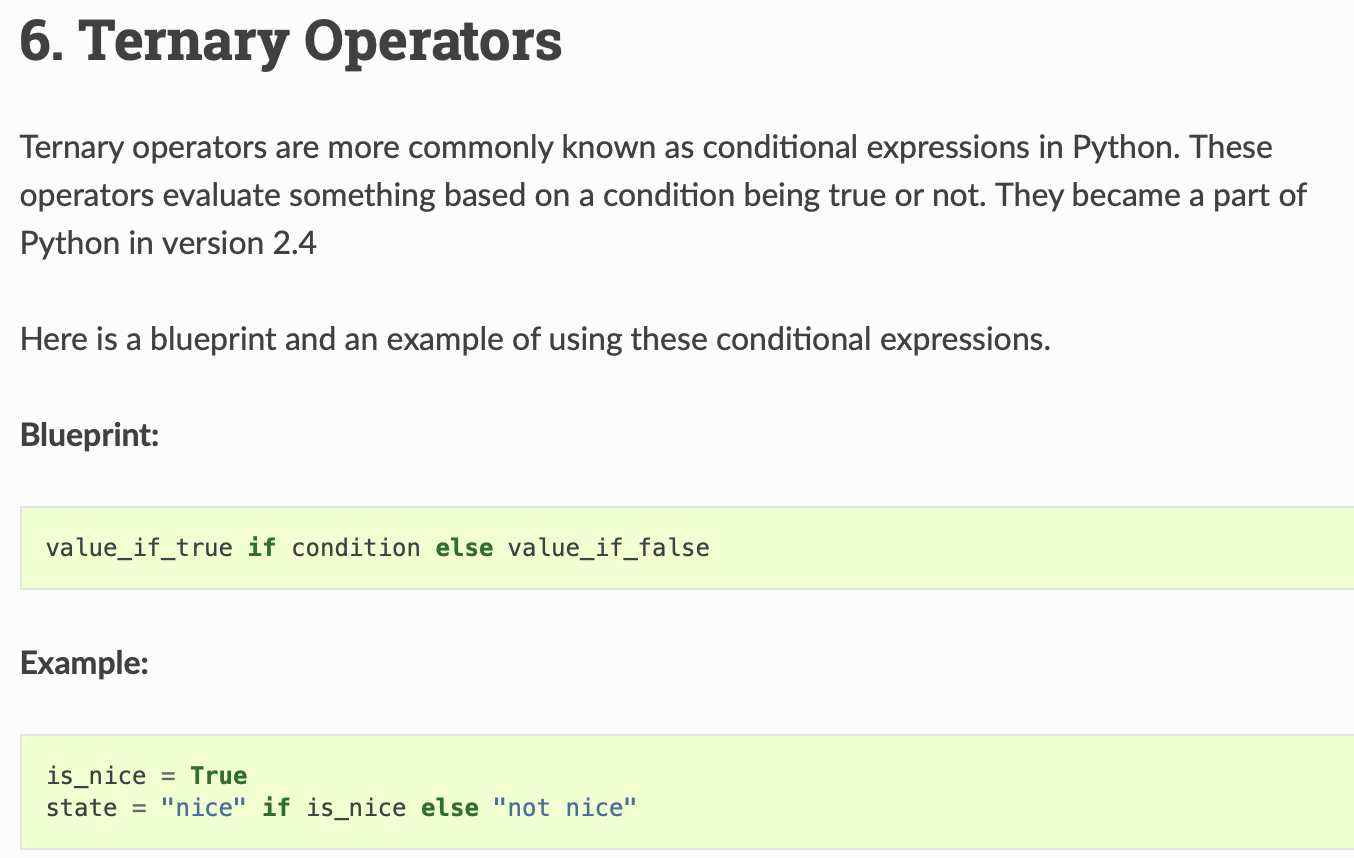 6. Ternary Operators
Ternary operators are more commonly known as conditional expressions in Python. These
operators evaluate something based on a condition being true or not. They became a part of
Python in version 2.4
Here is a blueprint and an example of using these conditional expressions.
Blueprint:
value_if_true if condition else value_if_false
Example:
is_nice = True
state = "nice" if is_nice else "not nice"